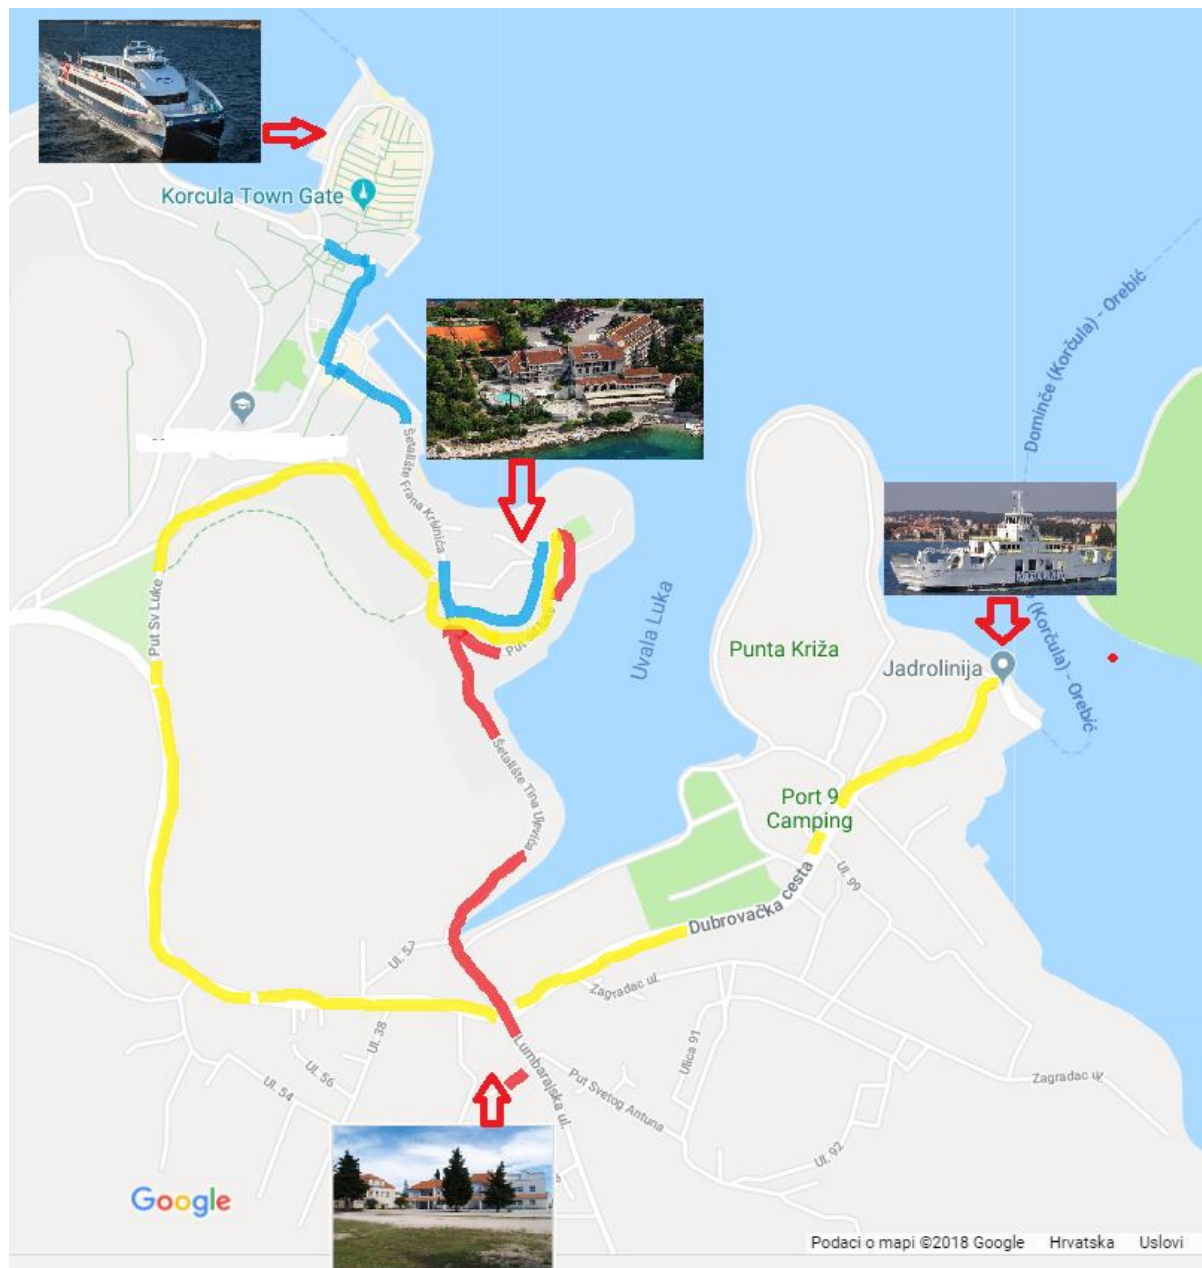 Korcula Town Gate
Dominče (Korčula) - Orebić
Šetalište Frana Kršinića
Put Sv Luke
Put od luke
Uvala Luka
Punta Križa
(Korčula) - Orebić
Jadrolinija
Šetalište Tina Ujevića
Port 9
Camping
Dubrovačka cesta
Ul. 99
Ul. 57
Zagradac ul.
Ul. 38
Lumbarajska ul.
Ulica 91
Ul. 56
Ul. 54
Put Svetog Antuna
Zagradac ul.
Ul. 92
Google
Podaci o mapi ©2018 Google Hrvatska Uslovi